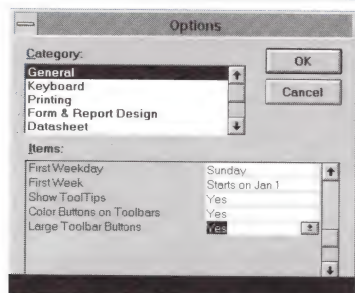 Options
Category:
General
Keyboard
Printing
Form & Report Design
Datasheet
OK
Cancel
Items:
First Weekday Sunday
First Week Starts on Jan 1
Show ToolTips Yes
Color Buttons on Toolbars Yes
Large Toolbar Buttons Yes